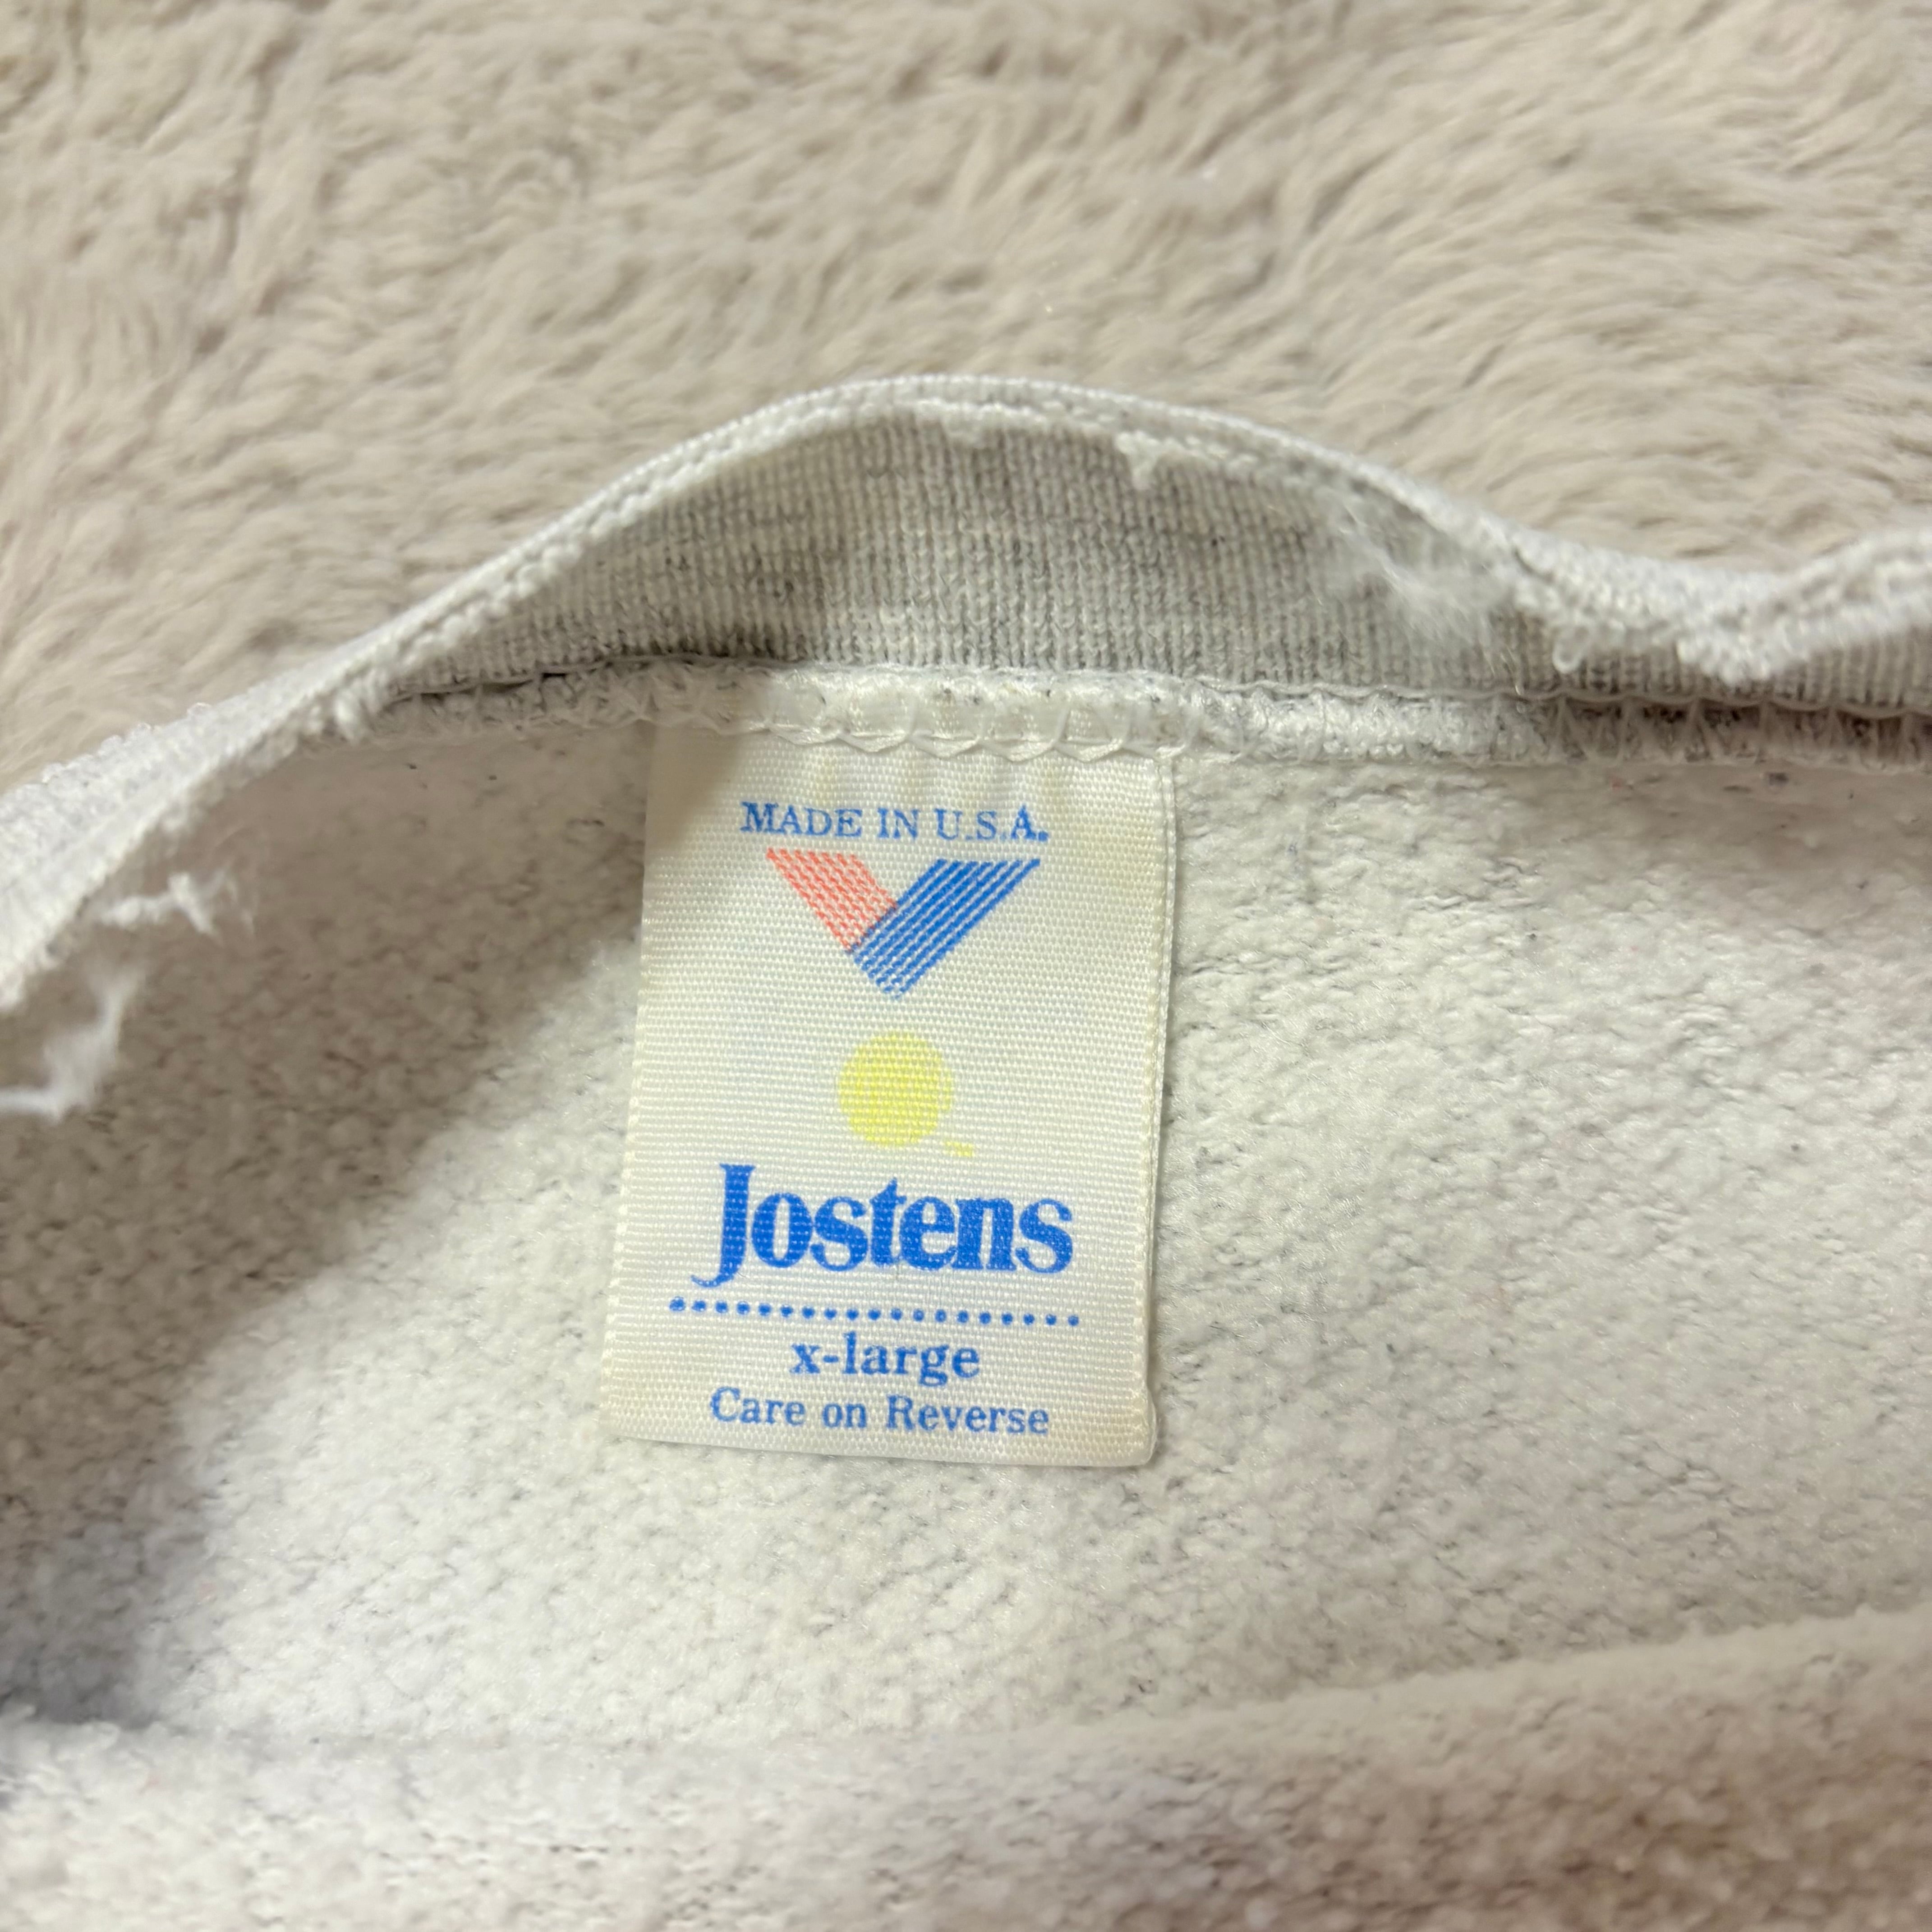 MADE IN U.S.A.
Jostens
x-large
Care on Reverse